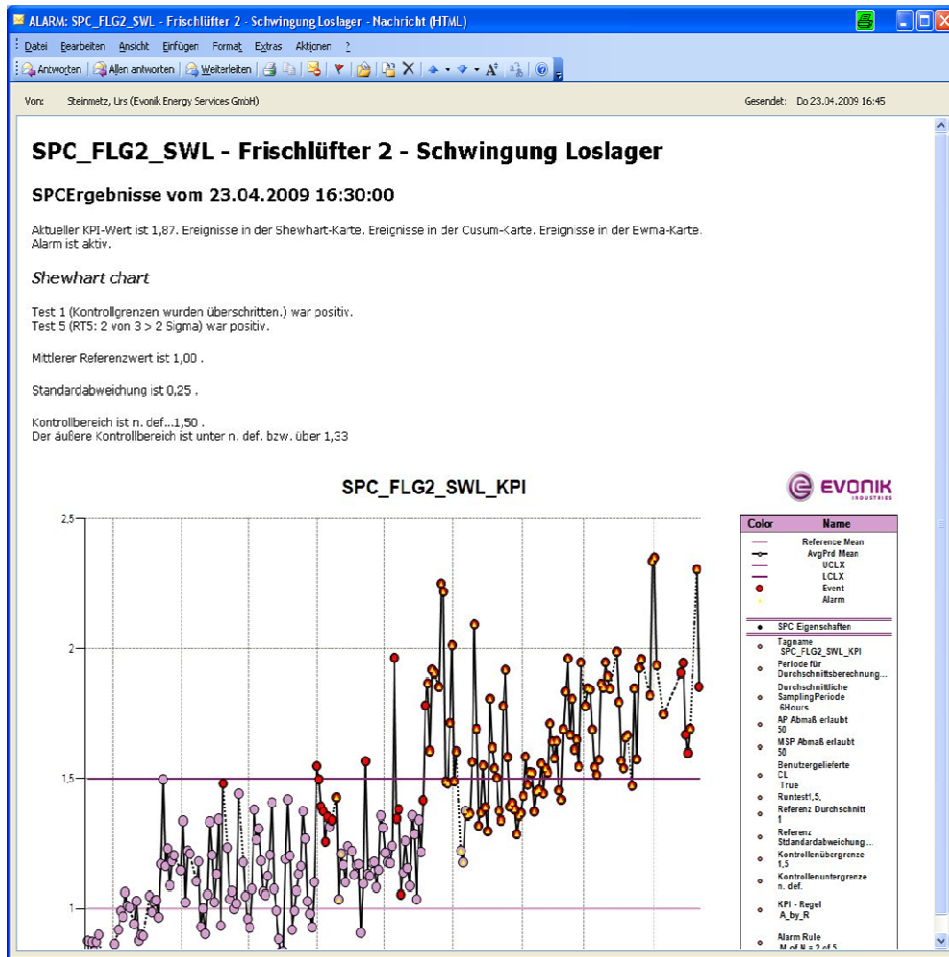 ALARM: SPC_FLG2_SWL - Frischlüfter 2 - Schwingung Loslager - Nachricht (HTML)
Datei Bearbeiten Ansicht Einfügen Format Extras Aktionen ?
Antworten Allen antworten Weiterleiten
Von: Steinmetz, Lirs (Evonik Energy Services GmbH) Gesendet: Do 23.04.2009 16:45
SPC_FLG2_SWL - Frischlüfter 2 - Schwingung Loslager
SPCErgebnisse vom 23.04.2009 16:30:00
Aktueller KPI-Wert ist 1,87. Ereignisse in der Shewhart-Karte. Ereignisse in der Cusum-Karte. Ereignisse in der Ewma-Karte.
Alarm ist aktiv.
Shewhart chart
Test 1 (Kontrollgrenzen wurden überschritten.) war positiv.
Test 5 (RT5: 2 von 3 > 2 Sigma) war positiv.
Mittlerer Referenzwert ist 1,00 .
Standardabweichung ist 0,25 .
Kontrollbereich ist n. def...1,50 .
Der äußere Kontrollbereich ist unter n. def. bzw. über 1,33
SPC_FLG2_SWL_KPI
EVONIK
INDUSTRIES
2,5
2
1,5
1
Color Name
Reference Mean
AvgPrd Mean
UCLX
LCLX
Event
Alarm
SPC Eigenschaften
Tagname
SPC_FLG2_SWL_KPI
Periode für
Durchschnittsberechnung...
Durchschnittliche
SamplingPeriode
6Hours
AP Abmaß erlaubt
50
MSP Abmaß erlaubt
50
Benutzergelieferte
CL
True
Runtest1,5,
Referenz Durchschnitt
1
Referenz
Stdandardabweichung...
Kontrollenübergrenze
1,5
Kontrollenuntergrenze
n. def.
KPI - Regel
A_by_R
Alarm Rule
M of N = 2 of 5